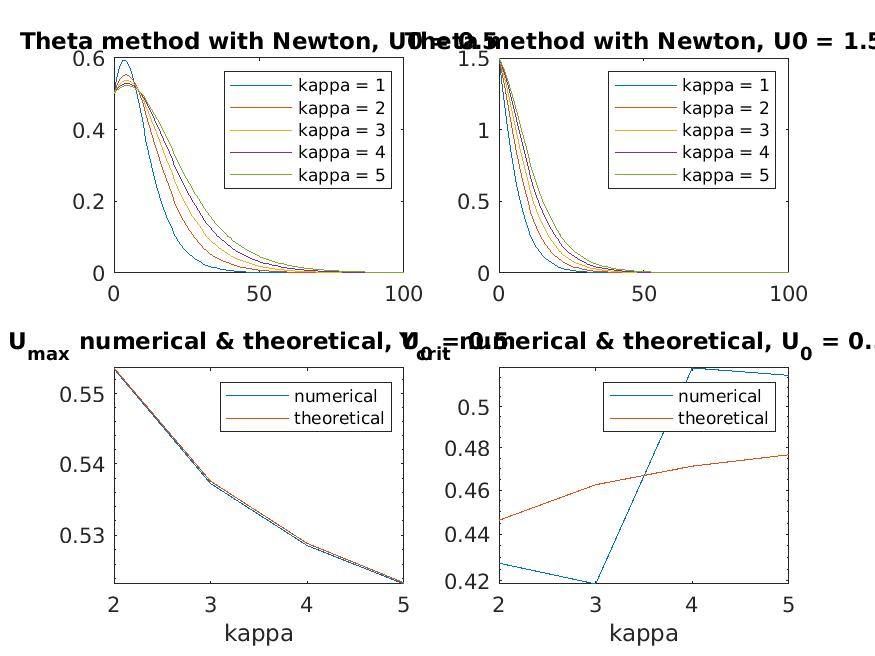 Theta method with Newton, U0 = 0.5
0.6
0.4
0.2
0
0
50
100
kappa = 1
kappa = 2
kappa = 3
kappa = 4
kappa = 5
Theta method with Newton, U0 = 1.5
1.5
1
0.5
0
0
50
100
kappa = 1
kappa = 2
kappa = 3
kappa = 4
kappa = 5
U_max numerical & theoretical, U_0 = 0.5
0.55
0.54
0.53
2
3
4
5
kappa
numerical
theoretical
Y_crit numerical & theoretical, U_0 = 0.
0.5
0.48
0.46
0.44
0.42
2
3
4
5
kappa
numerical
theoretical